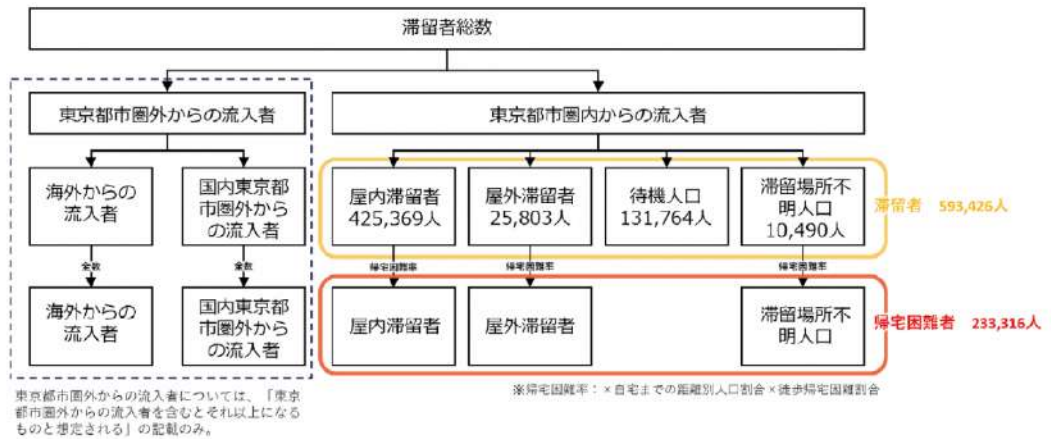 滞留者総数
東京都市圏外からの流入者
東京都市圏内からの流入者
海外からの
流入者
国内東京都
市圏外から
の流入者
屋内滞留者
425,369人
屋外滞留者
25,803人
待機人口
131,764人
滞留場所不
明人口
10,490人
滞留者 593,426人
全数
全数
帰宅困難率
帰宅困難率
帰宅困難率
海外からの
流入者
国内東京都
市圏外から
の流入者
屋内滞留者
屋外滞留者
滞留場所不
明人口
帰宅困難者 233,316人
※帰宅困難率：×自宅までの距離別人口割合×徒歩帰宅困難割合
東京都市圏外からの流入者については、「東京
都市圏外からの流入者を含むとそれ以上になる
ものと想定される」の記載のみ。